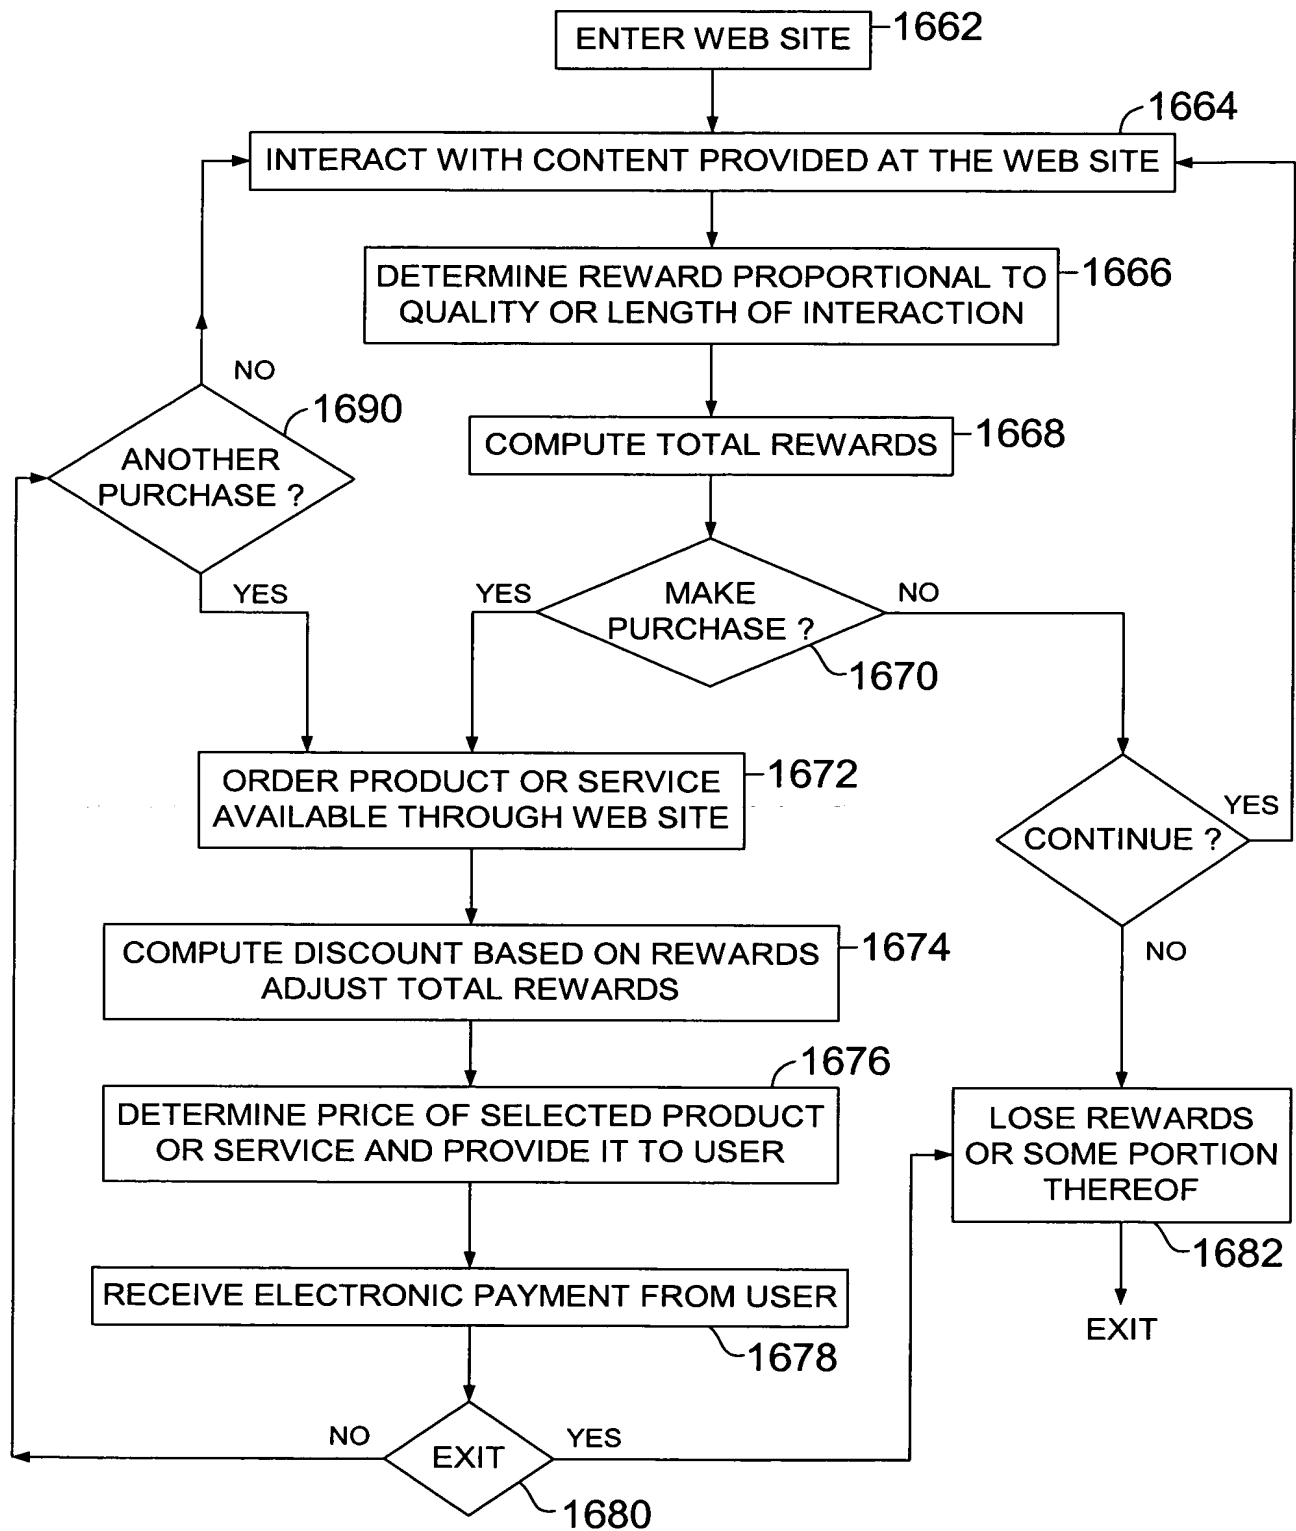 ENTER WEB SITE
1662
1664
INTERACT WITH CONTENT PROVIDED AT THE WEB SITE
DETERMINE REWARD PROPORTIONAL TO
QUALITY OR LENGTH OF INTERACTION
1666
NO
1690
ANOTHER
PURCHASE ?
YES
COMPUTE TOTAL REWARDS
1668
YES
MAKE
PURCHASE ?
NO
1670
ORDER PRODUCT OR SERVICE
AVAILABLE THROUGH WEB SITE
1672
CONTINUE ?
YES
NO
COMPUTE DISCOUNT BASED ON REWARDS
ADJUST TOTAL REWARDS
1674
1676
DETERMINE PRICE OF SELECTED PRODUCT
OR SERVICE AND PROVIDE IT TO USER
LOSE REWARDS
OR SOME PORTION
THEREOF
1682
EXIT
RECEIVE ELECTRONIC PAYMENT FROM USER
1678
NO
EXIT
YES
1680